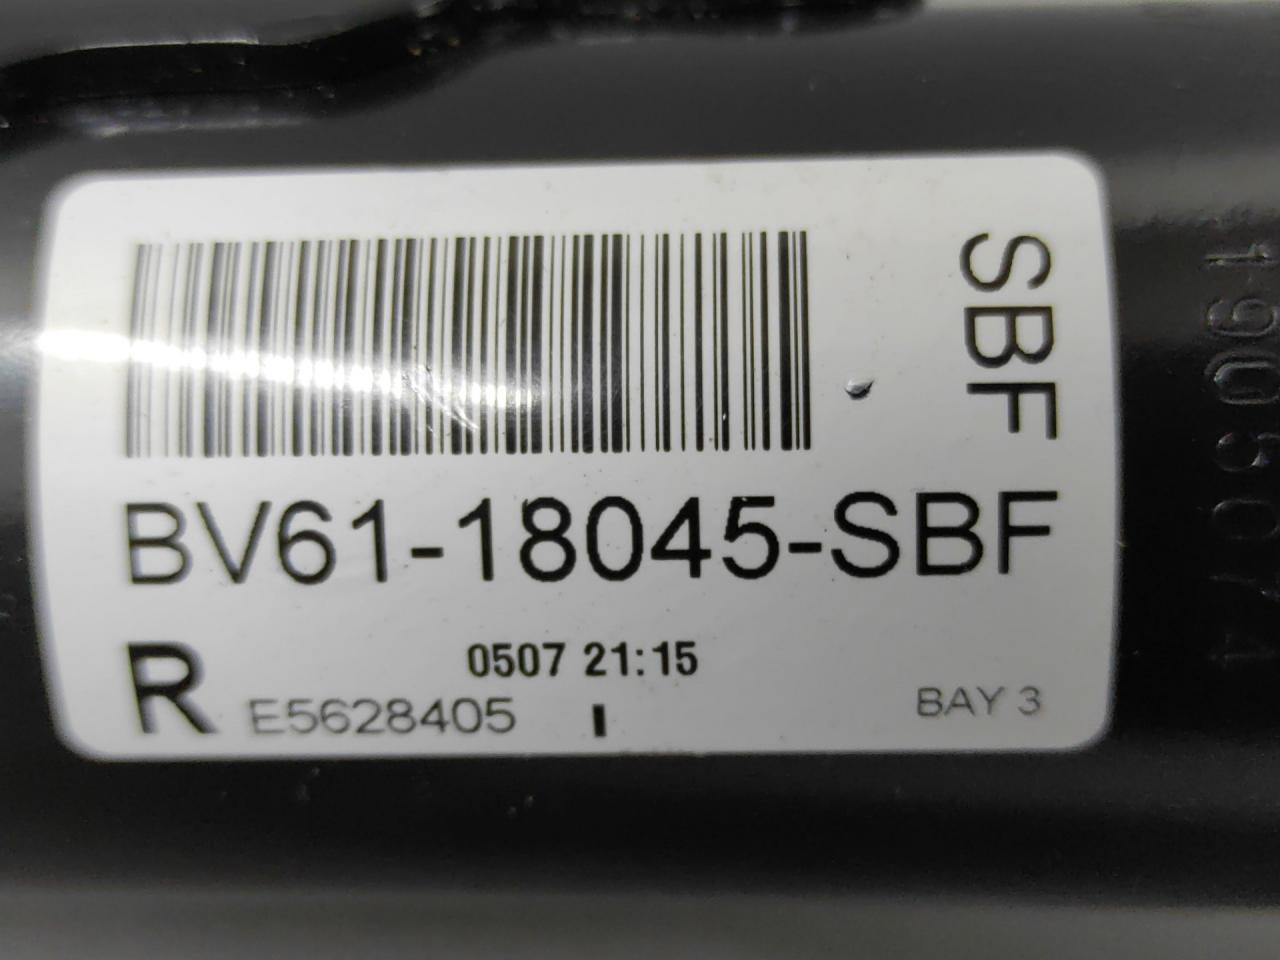 SBF
BV61-18045-SBF
R
0507 21:15
E5628405
BAY 3